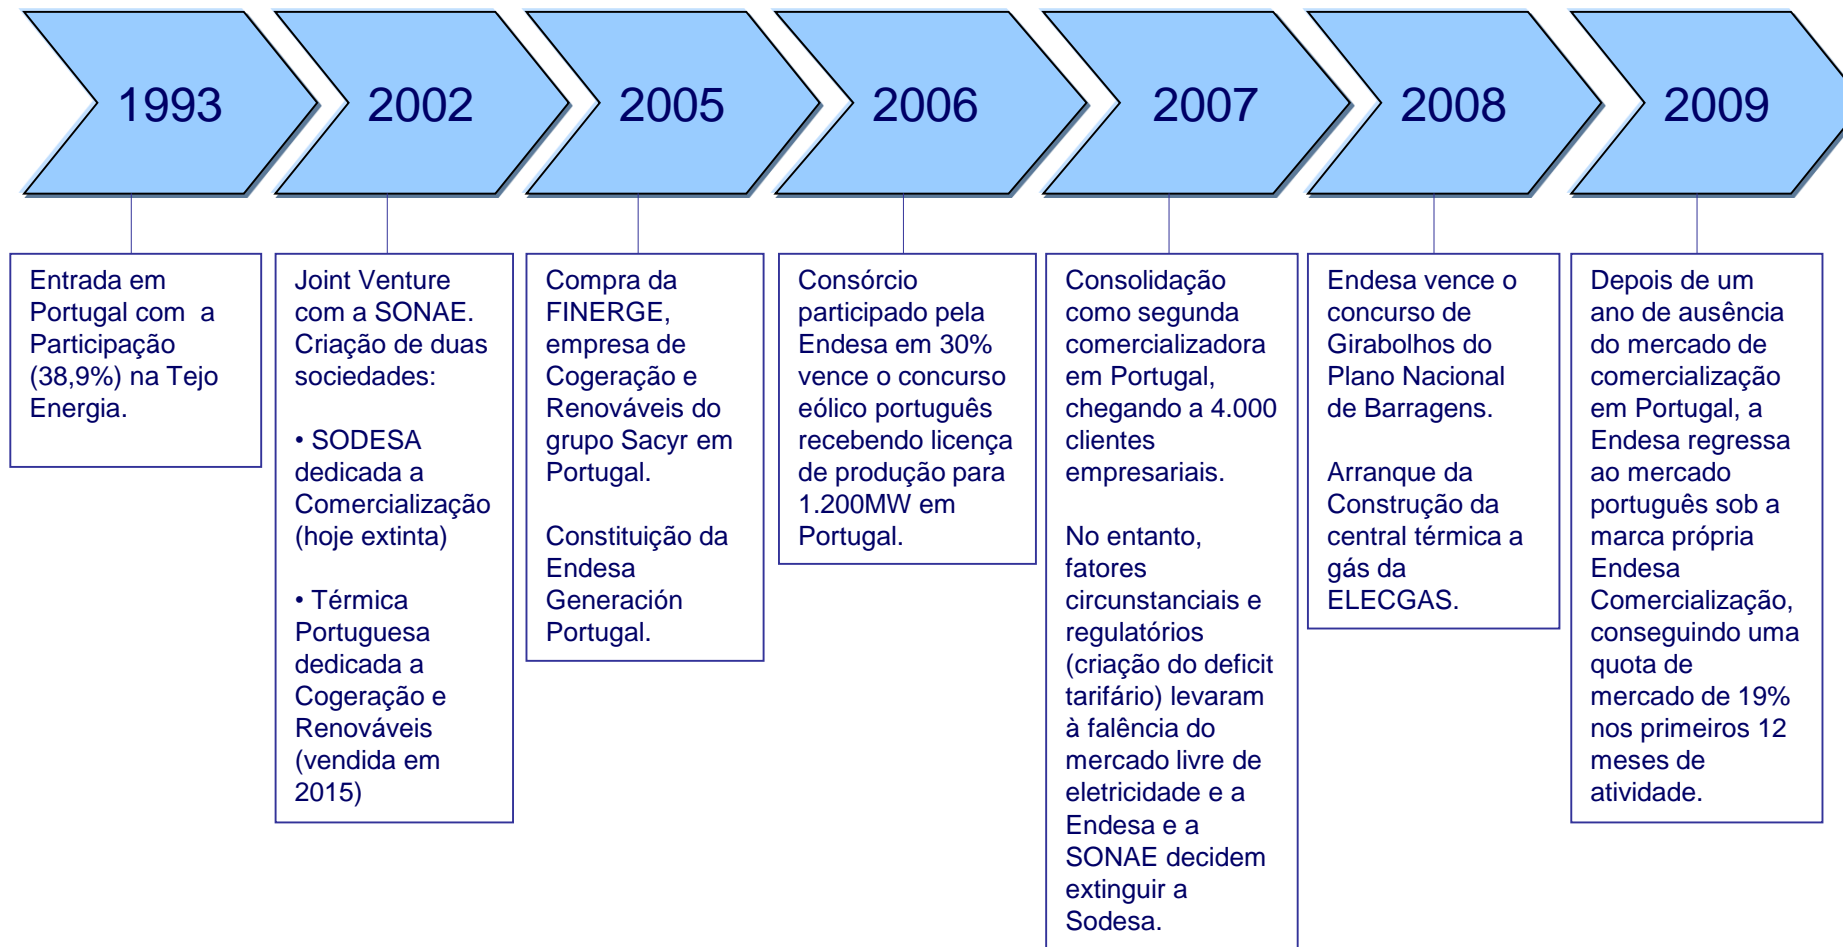 1993
2002
2005
2006
2007
2008
2009
Entrada em
Portugal com  a
Participação
(38,9%) na Tejo
Energia.
Joint Venture
com a SONAE.
Criação de duas
sociedades:
• SODESA
dedicada a
Comercialização
(hoje extinta)
• Térmica
Portuguesa
dedicada a
Cogeração e
Renováveis
(vendida em
2015)
Compra da
FINERGE,
empresa de
Cogeração e
Renováveis do
grupo Sacyr em
Portugal.
Constituição da
Endesa
Generación
Portugal.
Consórcio
participado pela
Endesa em 30%
vence o concurso
eólico português
recebendo licença
de produção para
1.200MW em
Portugal.
Consolidação
como segunda
comercializadora
em Portugal,
chegando a 4.000
clientes
empresariais.
No entanto,
fatores
circunstanciais e
regulatórios
(criação do deficit
tarifário) levaram
à falência do
mercado livre de
eletricidade e a
Endesa e a
SONAE decidem
extinguir a
Sodesa.
Endesa vence o
concurso de
Girabolhos do
Plano Nacional
de Barragens.
Arranque da
Construção da
central térmica a
gás da
ELECGAS.
Depois de um
ano de ausência
do mercado de
comercialização
em Portugal, a
Endesa regressa
ao mercado
português sob a
marca própria
Endesa
Comercialização,
conseguindo uma
quota de
mercado de 19%
nos primeiros 12
meses de
atividade.